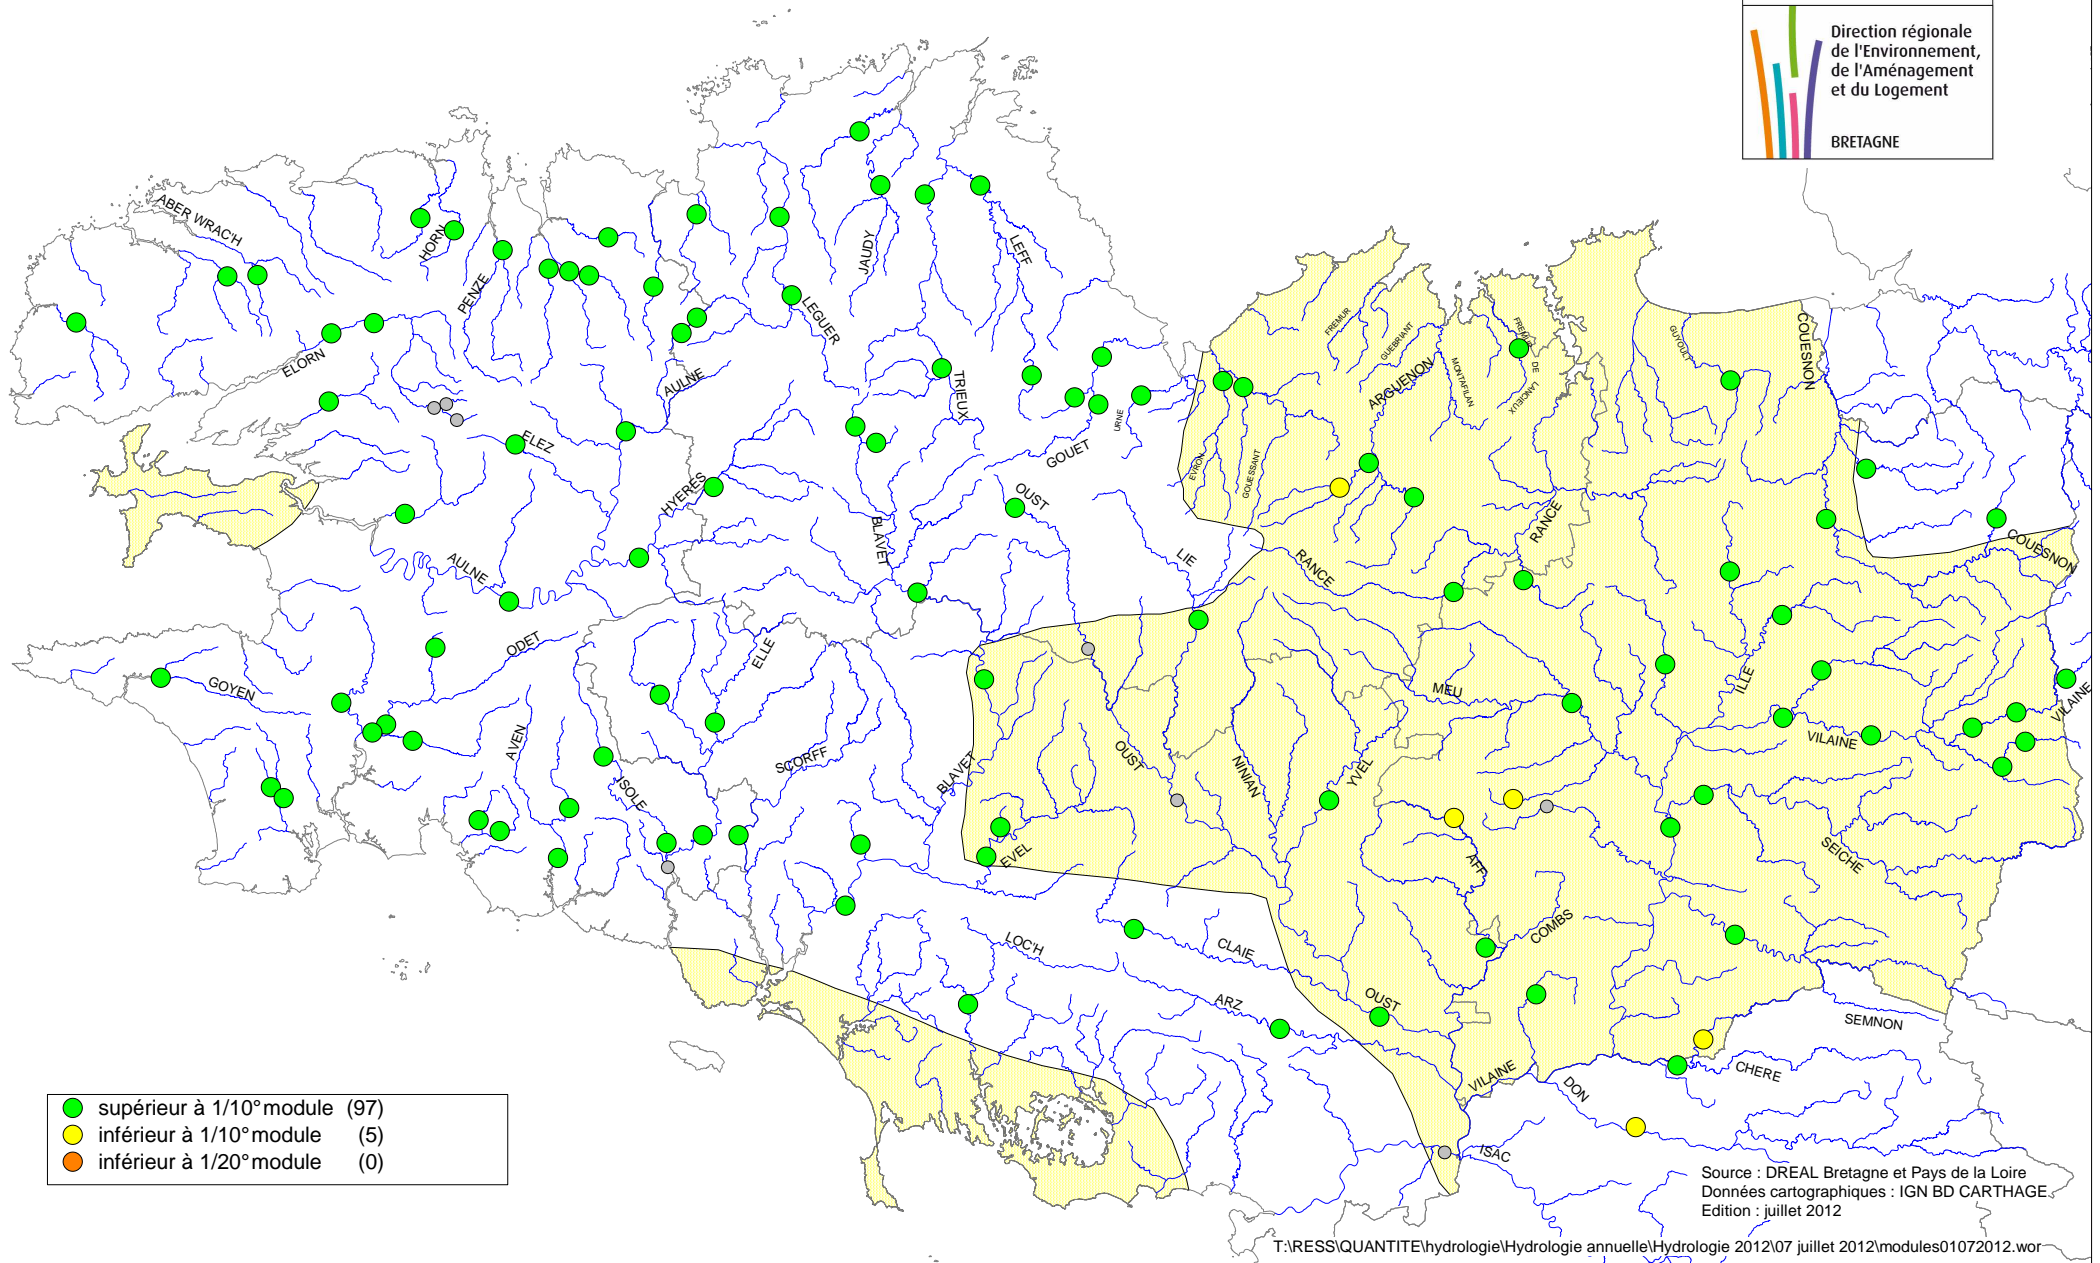 Direction régionale
de l'Environnement,
de l'Aménagement
et du Logement
BRETAGNE
ABER WRAC'H
HORN
PENZE
ELORN
JAUDY
LEFF
LEGUER
TRIEUX
AULNE
ELEZ
HYERES
GOUET
URNE
OUST
BLAVET
LIE
AULNE
ODET
GOYEN
ELLE
AVEN
ISOLE
SCORFF
BLAVET
EVEL
FREMUR
GUEBRIANT
ARGUENON
MONTAFILAN
FREMUR
DE
LANCIEUX
GUYOULT
COUESNON
EVRON
GOUESSANT
RANCE
RANCE
COUESNON
MEU
ILLE
VILAINE
VILAINE
OUST
NINIAN
YVEL
AFF
SEICHE
COMBS
LOC'H
CLAIE
ARZ
OUST
VILAINE
SEMNON
CHERE
DON
ISAC
supérieur à 1/10° module (97)
inférieur à 1/10° module (5)
inférieur à 1/20° module (0)
Source : DREAL Bretagne et Pays de la Loire
Données cartographiques : IGN BD CARTHAGE
Edition : juillet 2012
T:\RESS\QUANTITE\hydrologie\Hydrologie annuelle\Hydrologie 2012\07 juillet 2012\modules01072012.wor